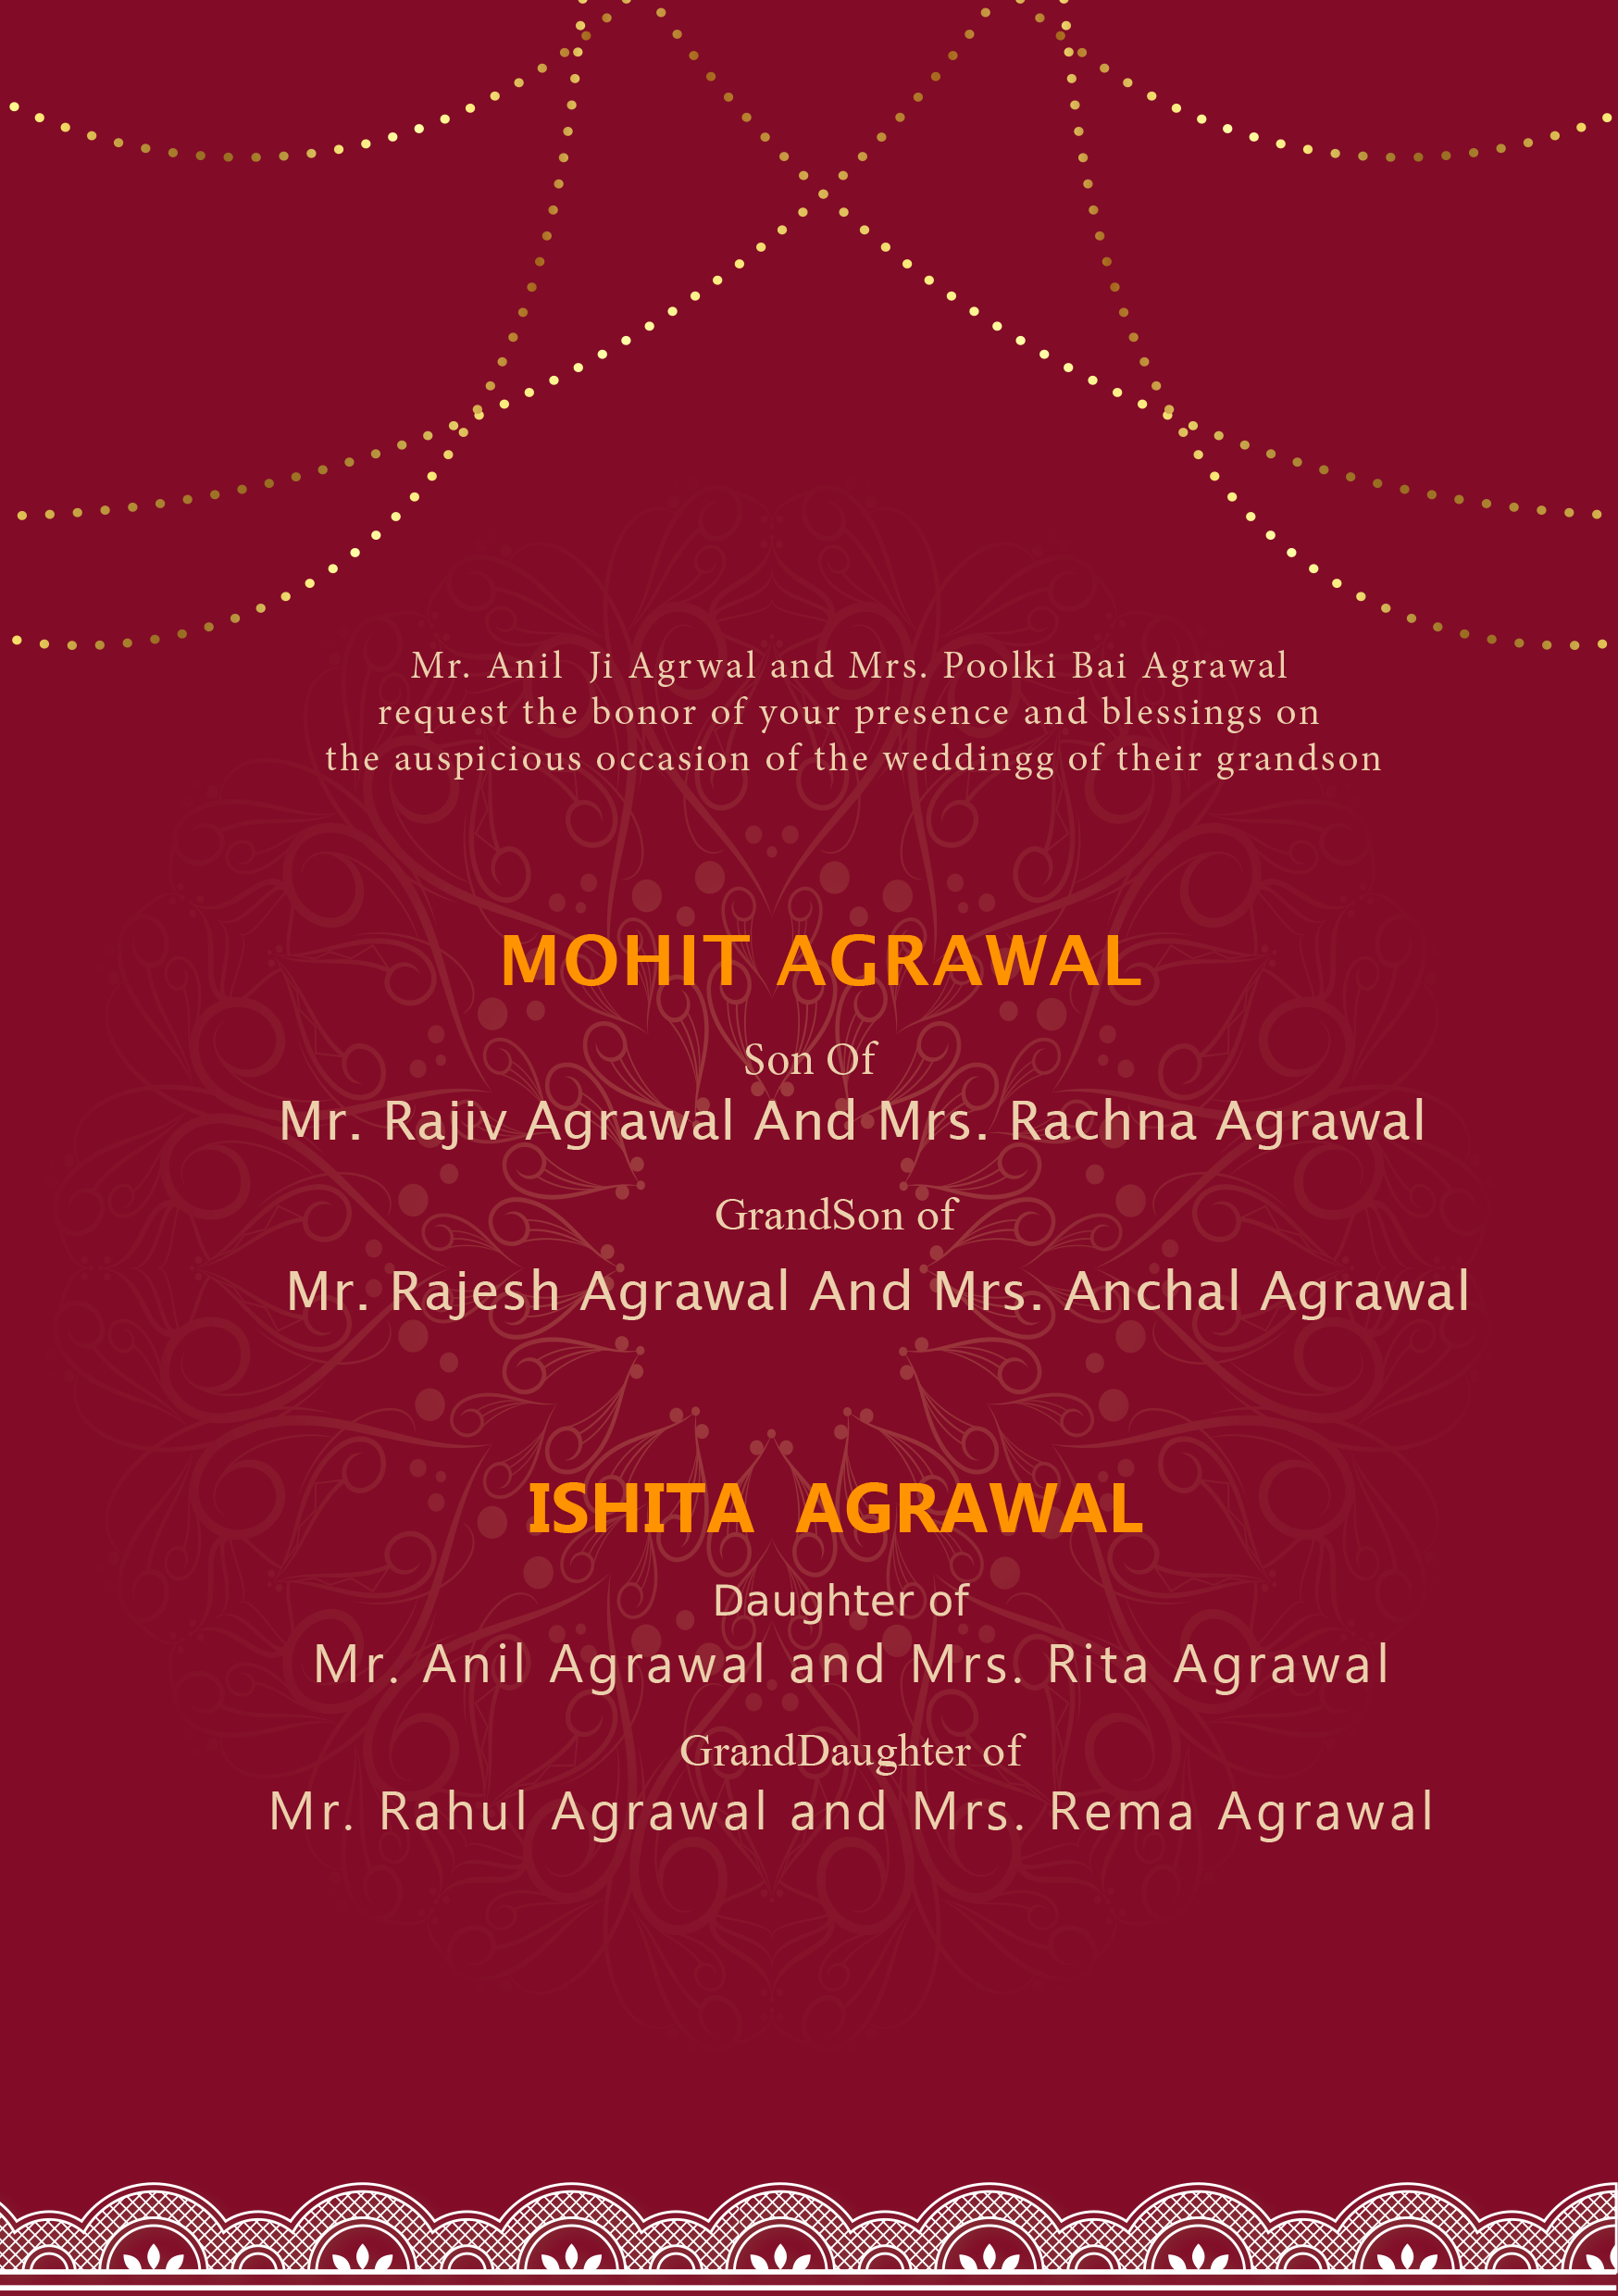 Mr. Anil Ji Agrwal and Mrs. Poolki Bai Agrawal
request the bonor of your presence and blessings on
the auspicious occasion of the weddingg of their grandson
MOHIT AGRAWAL
Son Of
Mr. Rajiv Agrawal And Mrs. Rachna Agrawal
GrandSon of
Mr. Rajesh Agrawal And Mrs. Anchal Agrawal
ISHITA AGRAWAL
Daughter of
Mr. Anil Agrawal and Mrs. Rita Agrawal
GrandDaughter of
Mr. Rahul Agrawal and Mrs. Rema Agrawal